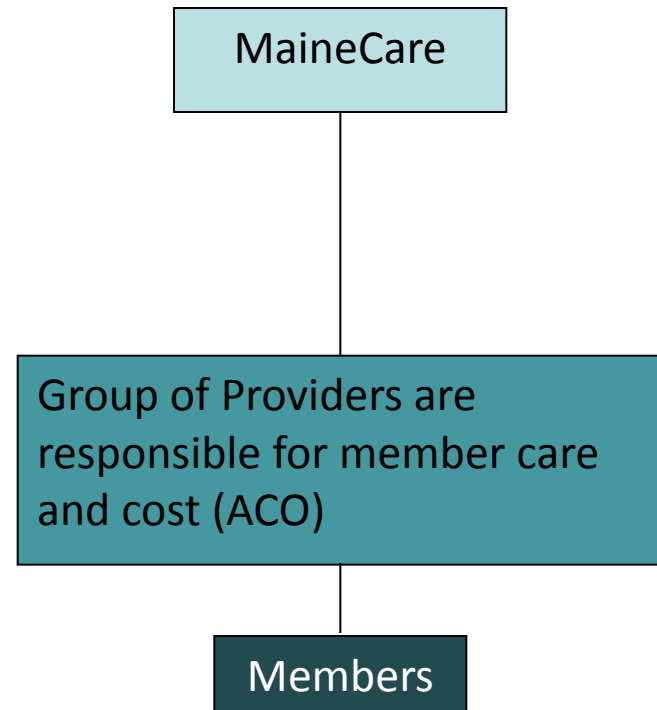 MaineCare
Group of Providers are
responsible for member care
and cost (ACO)
Members